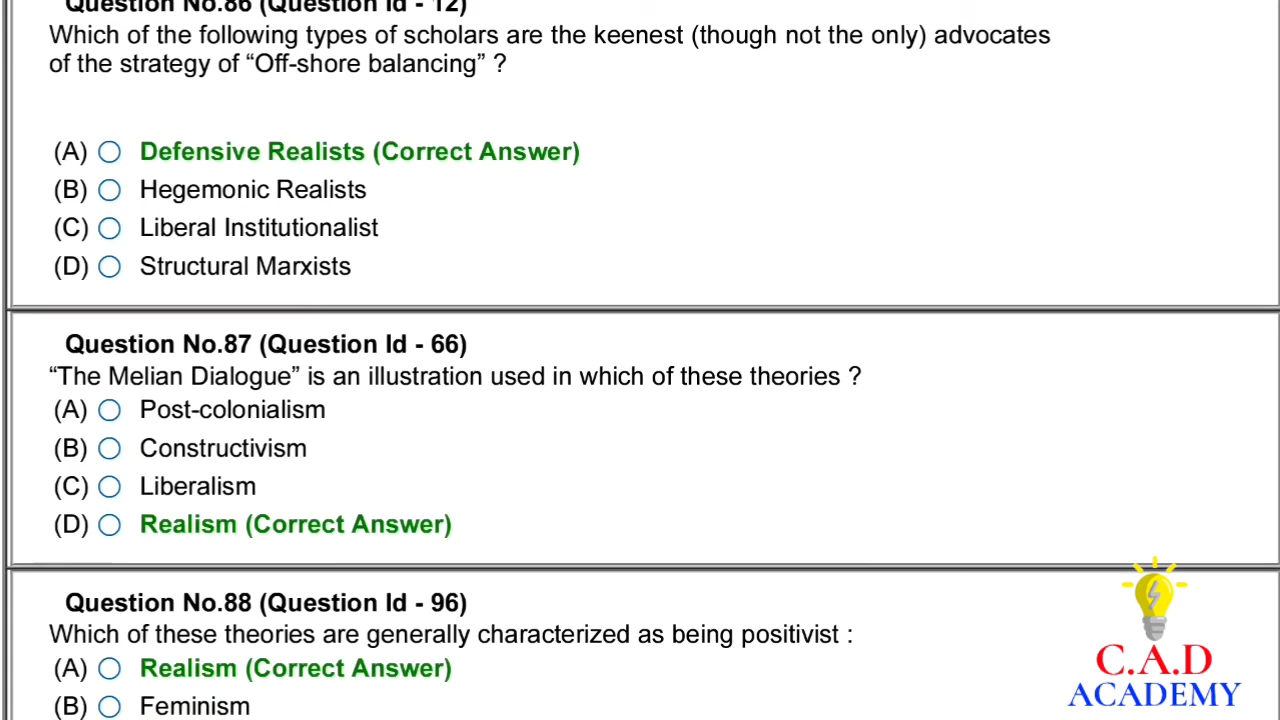 Question No.86 (Question Id - 12)
Which of the following types of scholars are the keenest (though not the only) advocates
of the strategy of “Off-shore balancing” ?
(A) Defensive Realists (Correct Answer)
(B) Hegemonic Realists
(C) Liberal Institutionalist
(D) Structural Marxists
Question No.87 (Question Id - 66)
“The Melian Dialogue” is an illustration used in which of these theories ?
(A) Post-colonialism
(B) Constructivism
(C) Liberalism
(D) Realism (Correct Answer)
Question No.88 (Question Id - 96)
Which of these theories are generally characterized as being positivist :
(A) Realism (Correct Answer)
(B) Feminism
C.A.D
ACADEMY